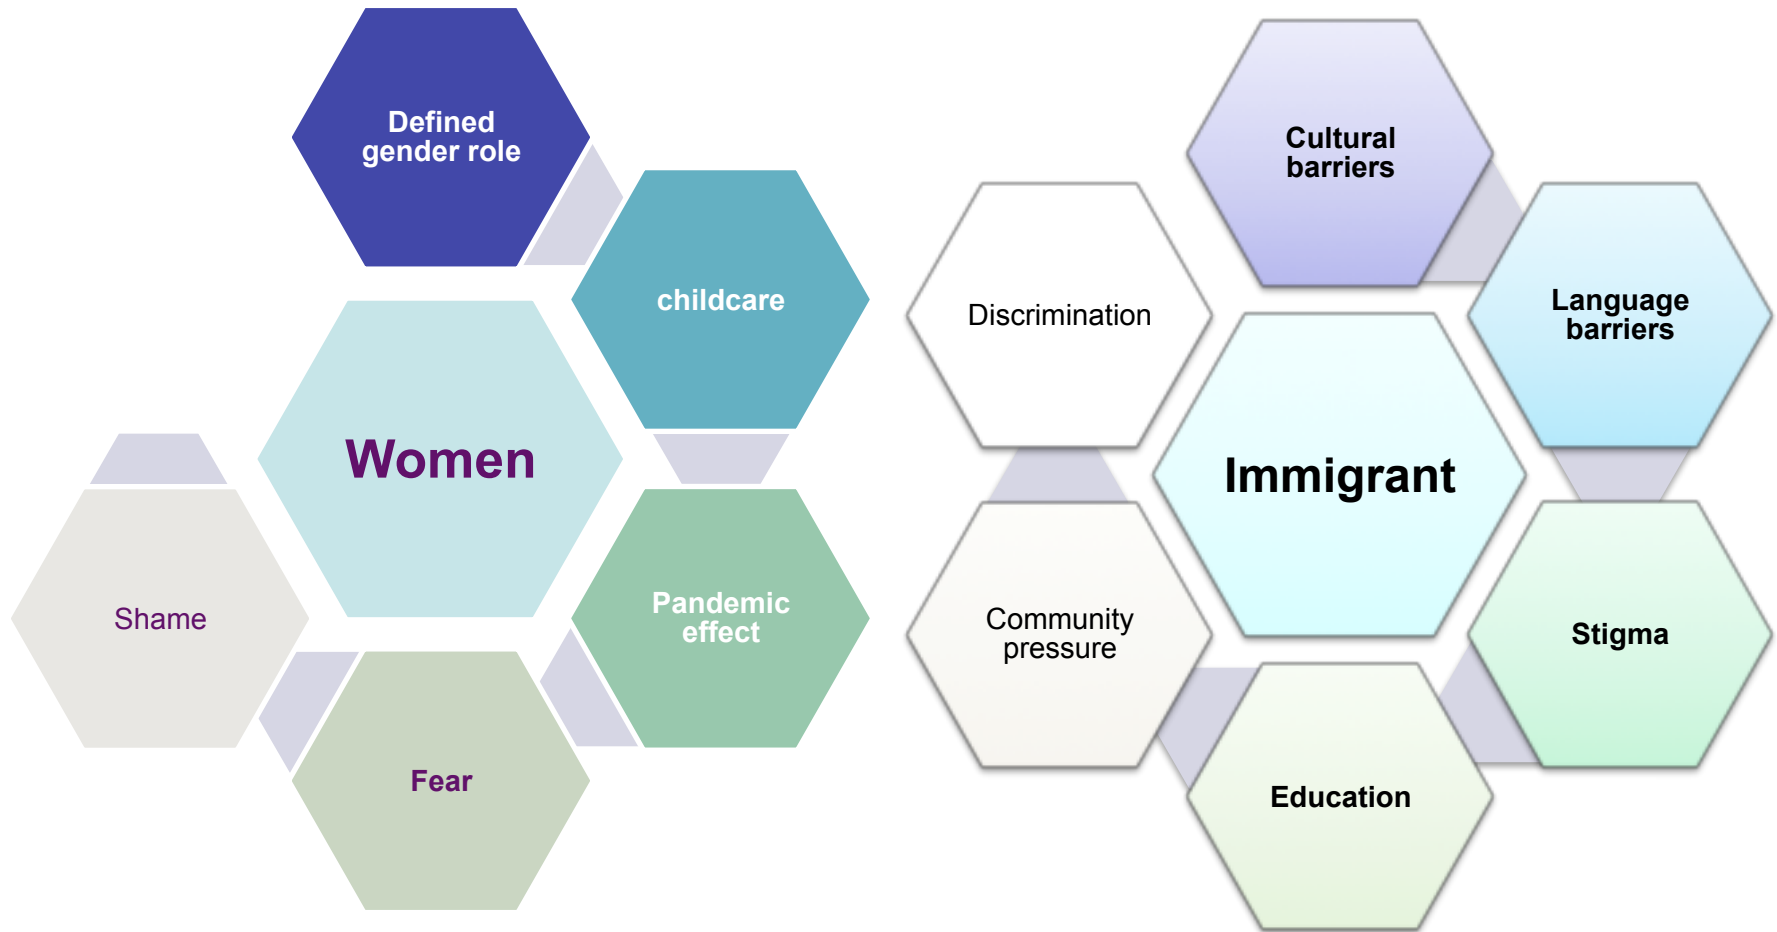 Defined
gender role
childcare
Women
Pandemic
effect
Fear
Shame
Cultural
barriers
Language
barriers
Discrimination
Immigrant
Stigma
Community
pressure
Education